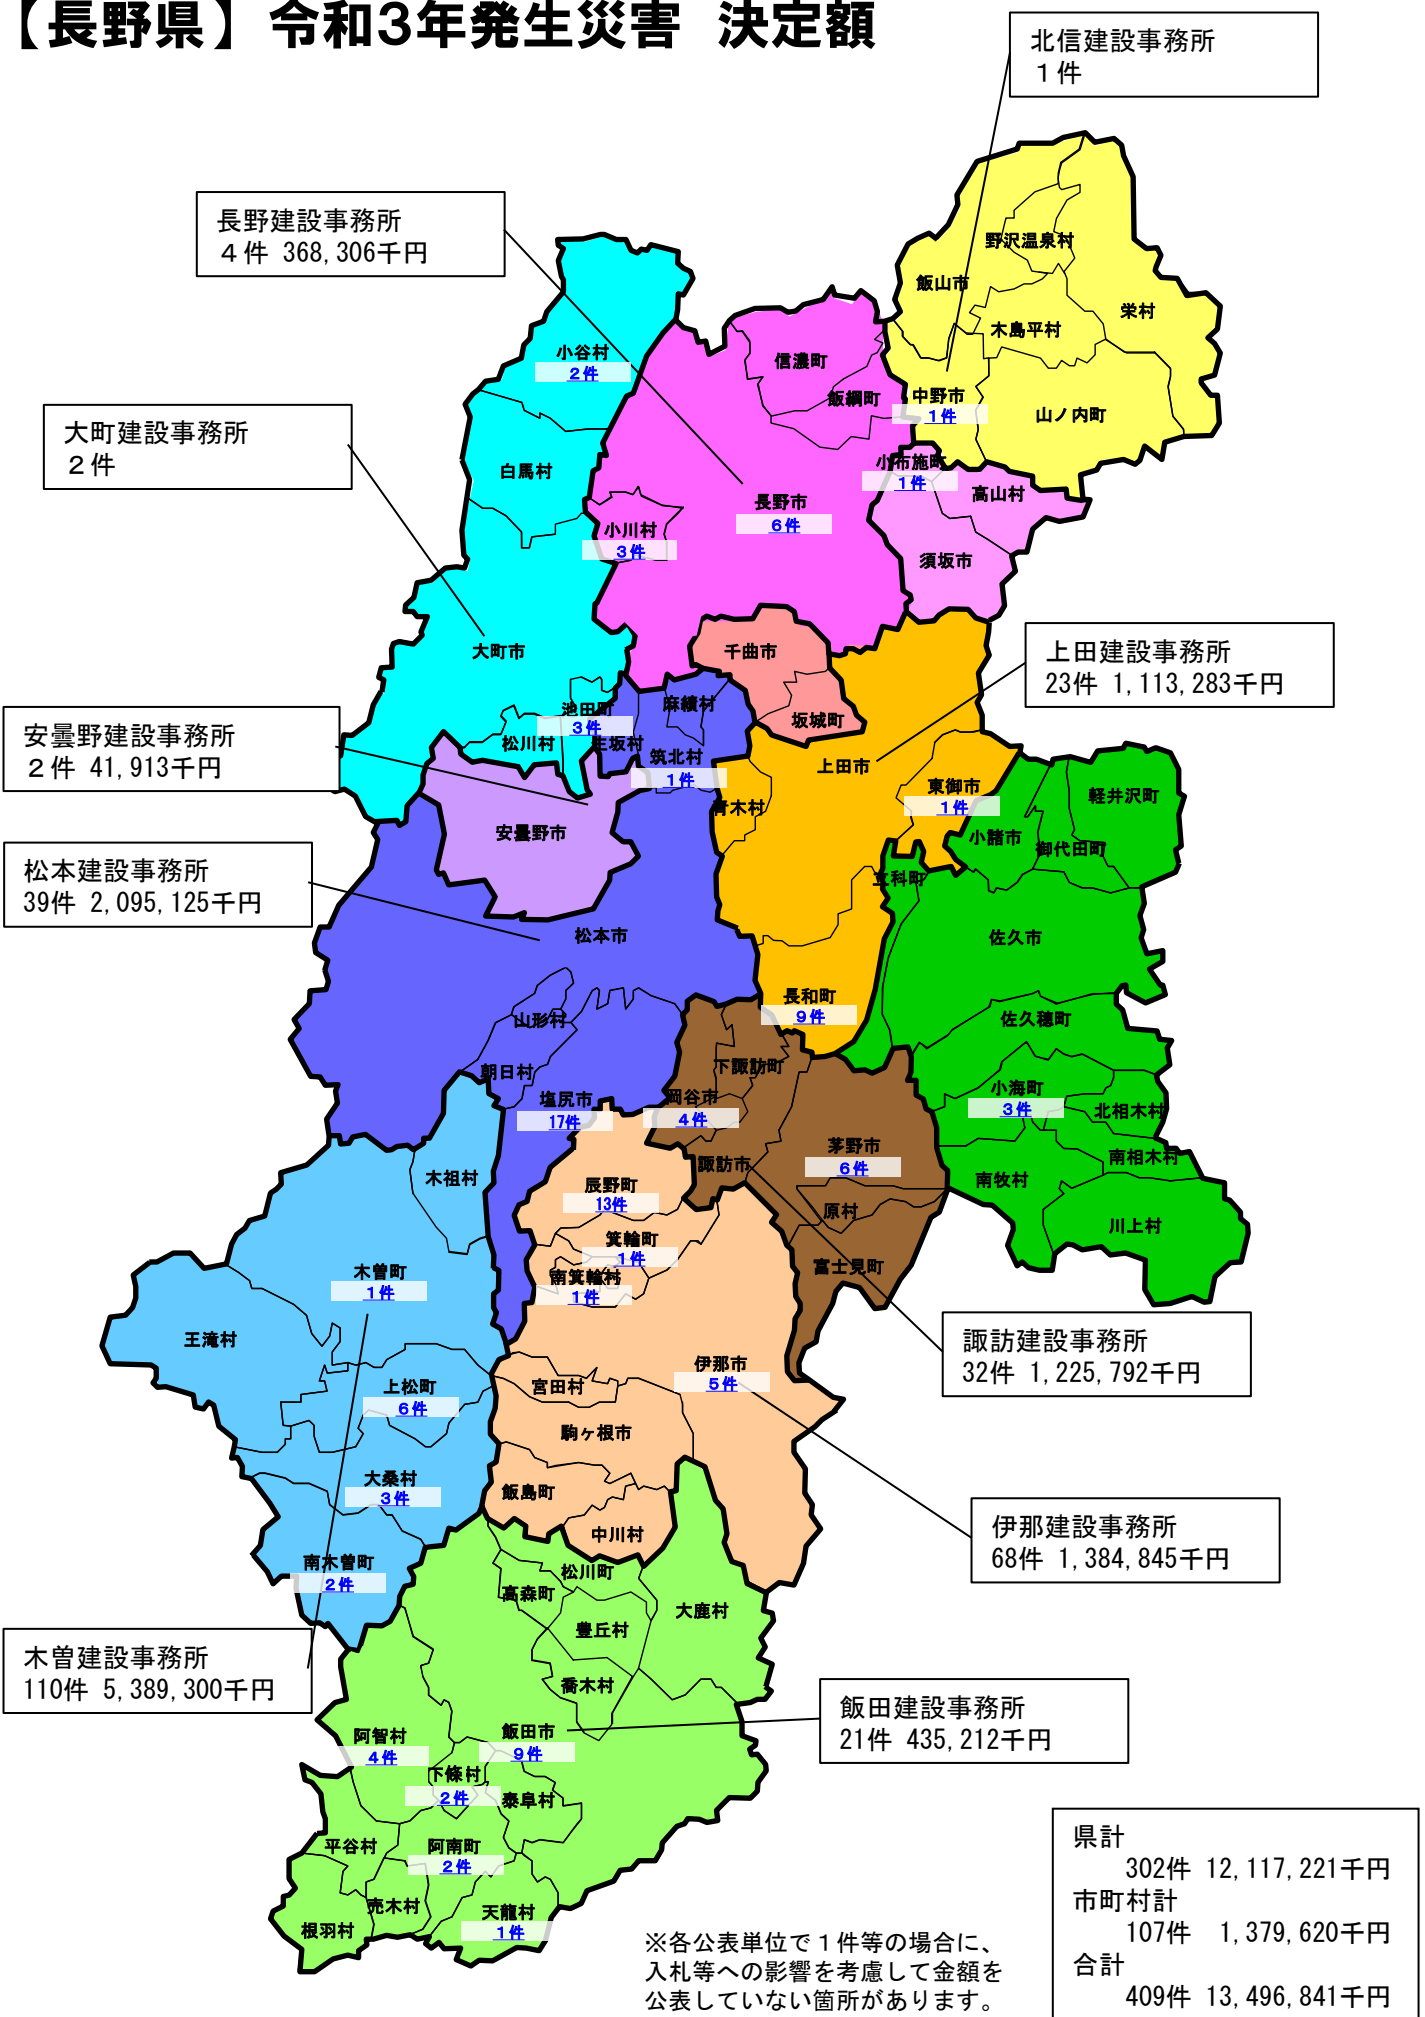 【長野県】令和3年発生災害 決定額
北信建設事務所
１件
長野建設事務所
４件 368,306千円
大町建設事務所
２件
上田建設事務所
23件 1,113,283千円
安曇野建設事務所
２件 41,913千円
松本建設事務所
39件 2,095,125千円
諏訪建設事務所
32件 1,225,792千円
伊那建設事務所
68件 1,384,845千円
木曽建設事務所
110件 5,389,300千円
飯田建設事務所
21件 435,212千円
野沢温泉村
飯山市
栄村
木島平村
中野市
1件
山ノ内町
信濃町
飯綱町
小谷村
2件
白馬村
小布施町
1件
高山村
須坂市
長野市
6件
小川村
3件
大町市
千曲市
坂城町
池田町
3件
松川村
生坂村
麻績村
筑北村
1件
上田市
青木村
東御市
1件
軽井沢町
小諸市
御代田町
立科町
安曇野市
松本市
佐久市
長和町
9件
佐久穂町
山形村
朝日村
塩尻市
17件
下諏訪町
岡谷市
4件
小海町
3件
北相木村
南相木村
南牧村
川上村
茅野市
6件
諏訪市
原村
富士見町
木祖村
辰野町
13件
箕輪町
1件
南箕輪村
1件
木曽町
1件
王滝村
上松町
6件
大桑村
3件
南木曽町
2件
伊那市
5件
宮田村
駒ヶ根市
飯島町
中川村
松川町
高森町
大鹿村
豊丘村
喬木村
飯田市
9件
阿智村
4件
下條村
2件
泰阜村
平谷村
阿南町
2件
売木村
根羽村
天龍村
1件
※各公表単位で１件等の場合に、
入札等への影響を考慮して金額を
公表していない箇所があります。
県計
302件 12,117,221千円
市町村計
107件 1,379,620千円
合計
409件 13,496,841千円